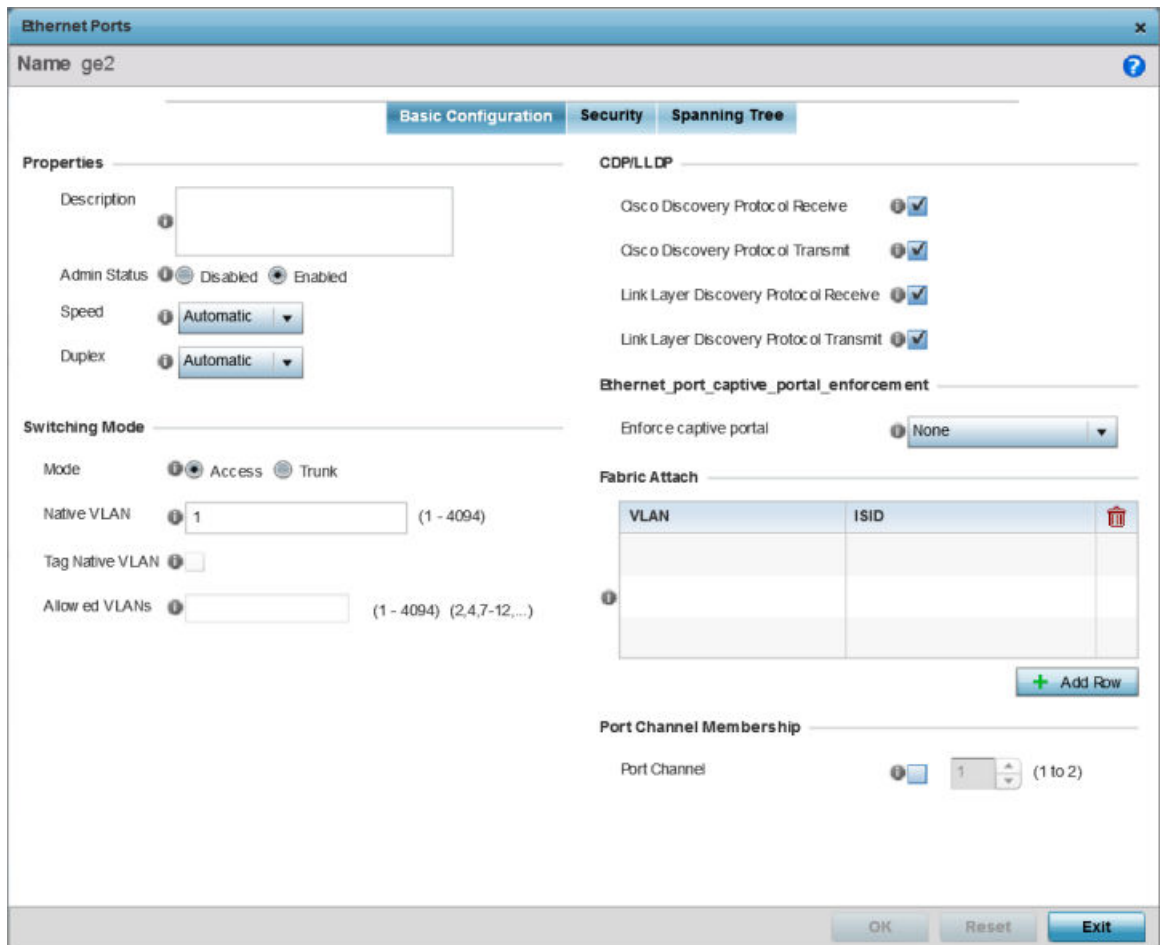 Ethernet Ports
Name ge2
Basic Configuration Security Spanning Tree
Properties
Description
Admin Status Disabled Enabled
Speed Automatic
Duplex Automatic
Switching Mode
Mode Access Trunk
Native VLAN 1 (1 - 4094)
Tag Native VLAN
Allowed VLANs (1 - 4094) (2,4,7-12,...)
CDP/LLDP
Cisco Discovery Protocol Receive
Cisco Discovery Protocol Transmit
Link Layer Discovery Protocol Receive
Link Layer Discovery Protocol Transmit
Ethernet_port_captive_portal_enforcement
Enforce captive portal None
Fabric Attach
VLAN ISID
+ Add Row
Port Channel Membership
Port Channel 1 (1 to 2)
OK Reset Exit